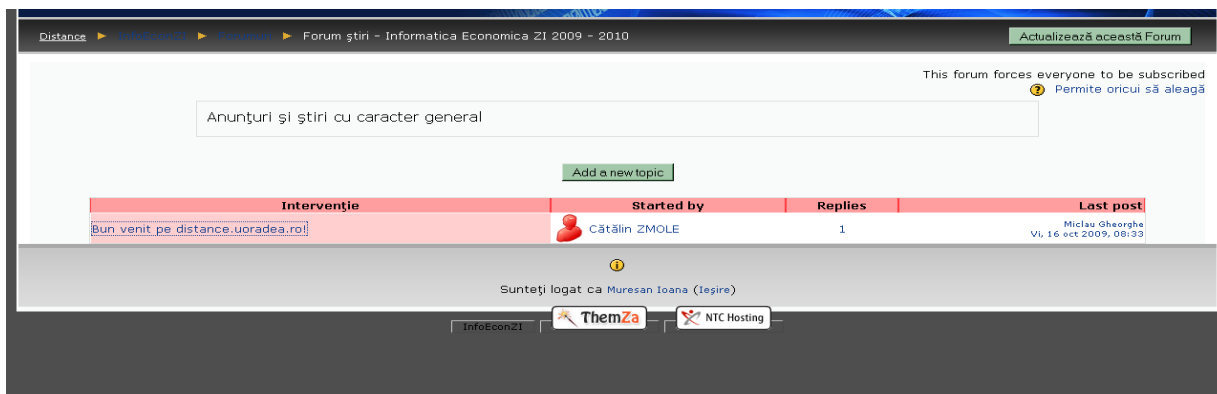 Distance ► InfoEconZI ► Forumuri ► Forum ştiri - Informatica Economica ZI 2009 - 2010
Actualizează această Forum
This forum forces everyone to be subscribed
Permite oricui să aleagă
Anunţuri şi ştiri cu caracter general
Add a new topic
Intervenţie Started by Replies Last post
Bun venit pe distance.uoradea.ro! Cătălin ZMOLE 1 Miclau Gheorghe
Vi, 16 oct 2009, 08:33
Sunteţi logat ca Muresan Ioana (Ieşire)
InfoEconZI ThemZa NTC Hosting